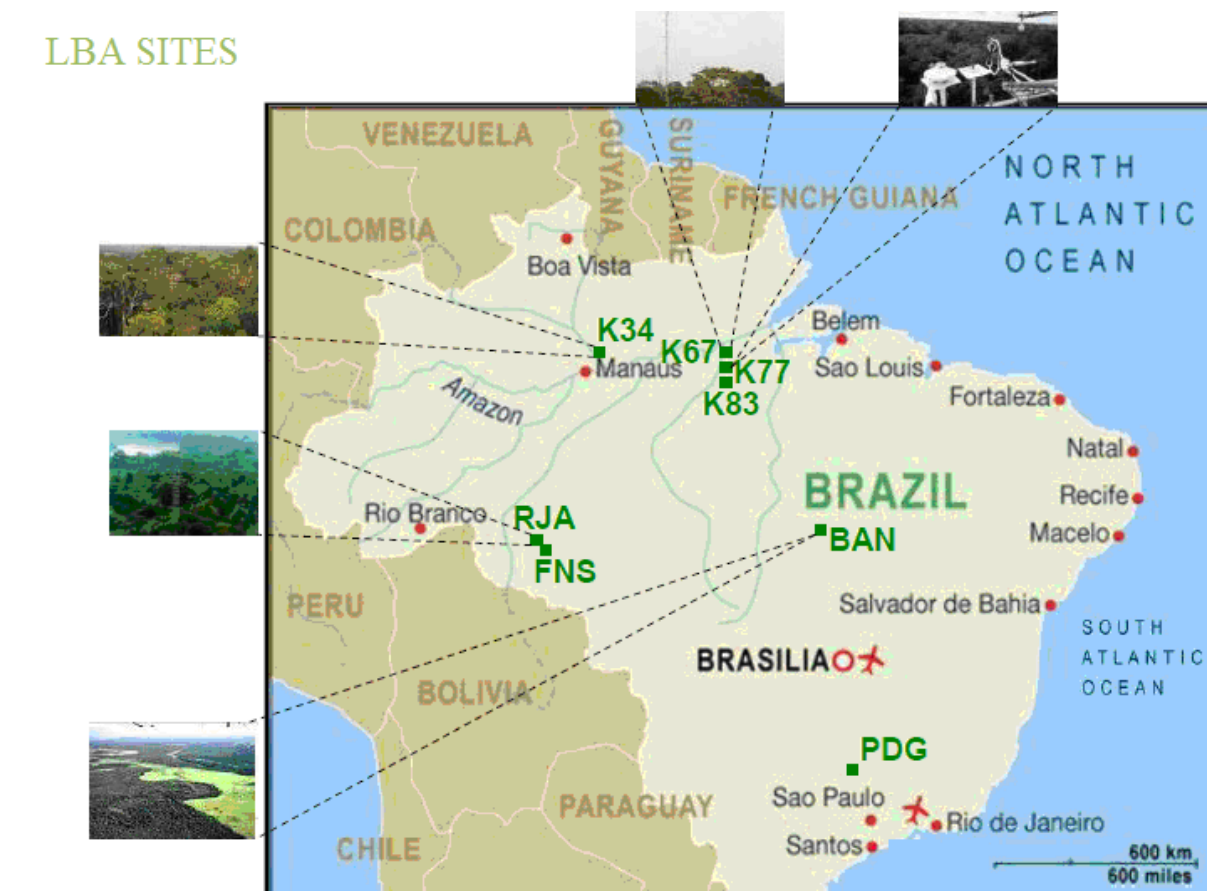 LBA SITES
VENEZUELA
GUYANA
SURINAME
FRENCH GUIANA
NORTH
ATLANTIC
OCEAN
COLOMBIA
Boa Vista
K34
K67
Belem
Manaus
K77
Sao Louis
K83
Amazon
Fortaleza
Natal
BRAZIL
Recife
Rio Branco
RJA
BAN
Macelo
FNS
PERU
Salvador de Bahia
SOUTH
ATLANTIC
OCEAN
BRASILIA
BOLIVIA
PDG
PARAGUAY
Sao Paulo
Rio de Janeiro
CHILE
Santos
600 km
600 miles